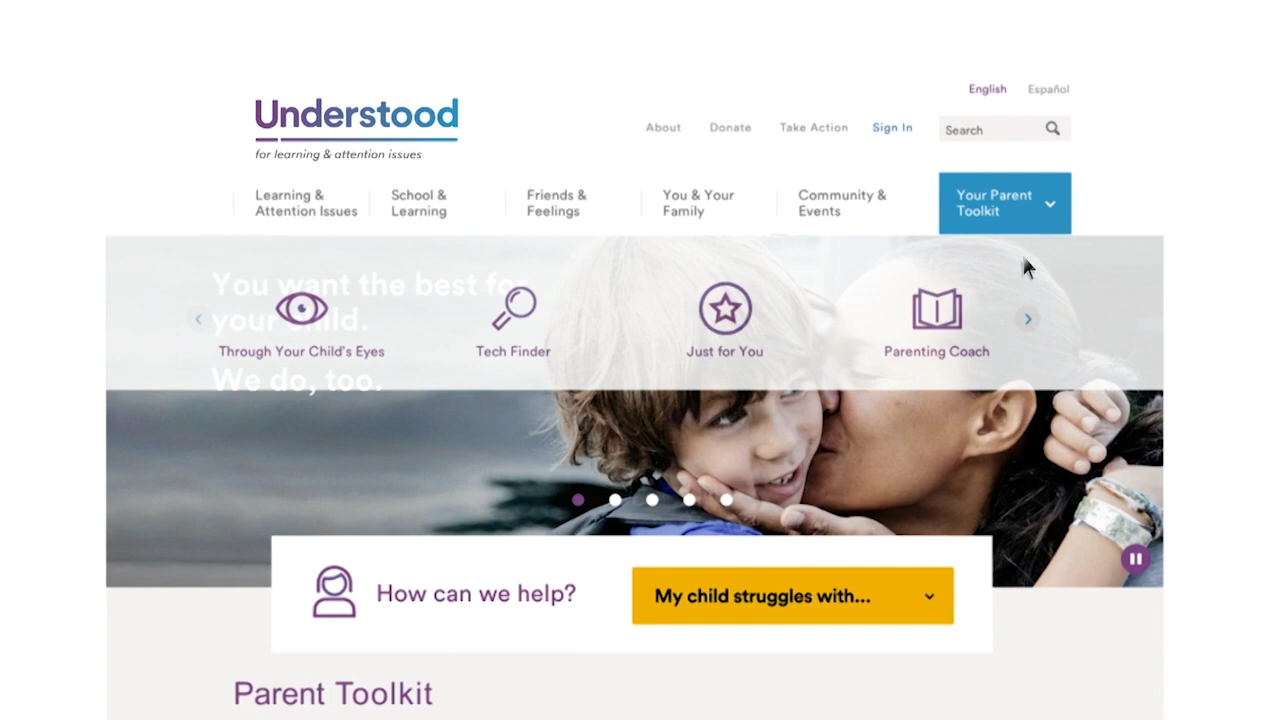 English Español
Understood
About Donate Take Action Sign In Search
for learning & attention issues
Learning & Attention Issues
School & Learning
Friends & Feelings
You & Your Family
Community & Events
Your Parent Toolkit
You want the best for
your child.
We do, too.
Through Your Child's Eyes
Tech Finder
Just for You
Parenting Coach
How can we help?
My child struggles with...
Parent Toolkit